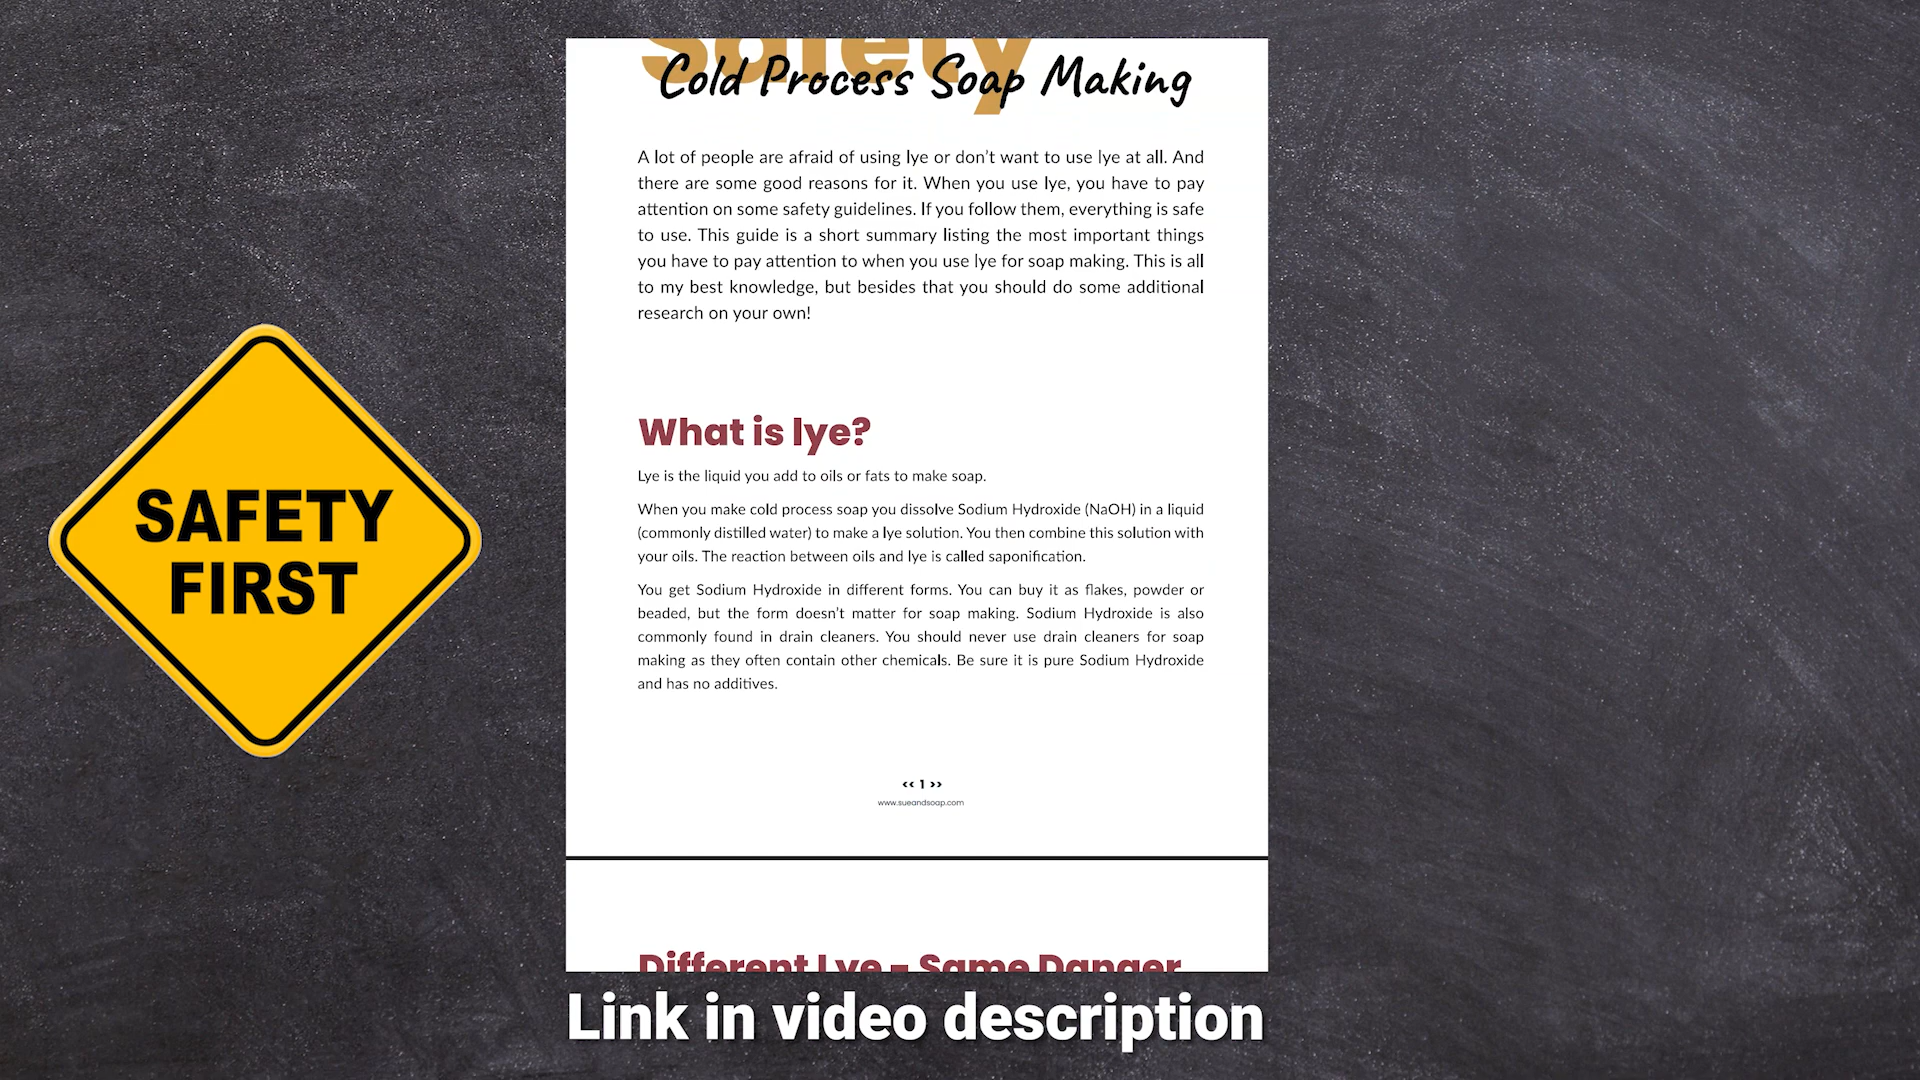 SAFETY
FIRST
Safety
Cold Process Soap Making
A lot of people are afraid of using lye or don't want to use lye at all. And
there are some good reasons for it. When you use lye, you have to pay
attention on some safety guidelines. If you follow them, everything is safe
to use. This guide is a short summary listing the most important things
you have to pay attention to when you use lye for soap making. This is all
to my best knowledge, but besides that you should do some additional
research on your own!
What is lye?
Lye is the liquid you add to oils or fats to make soap.
When you make cold process soap you dissolve Sodium Hydroxide (NaOH) in a liquid
(commonly distilled water) to make a lye solution. You then combine this solution with
your oils. The reaction between oils and lye is called saponification.
You get Sodium Hydroxide in different forms. You can buy it as flakes, powder or
beaded, but the form doesn't matter for soap making. Sodium Hydroxide is also
commonly found in drain cleaners. You should never use drain cleaners for soap
making as they often contain other chemicals. Be sure it is pure Sodium Hydroxide
and has no additives.
‹‹ 1 ››
www.sueandsoap.com
Different Lye - Same Danger
Link in video description